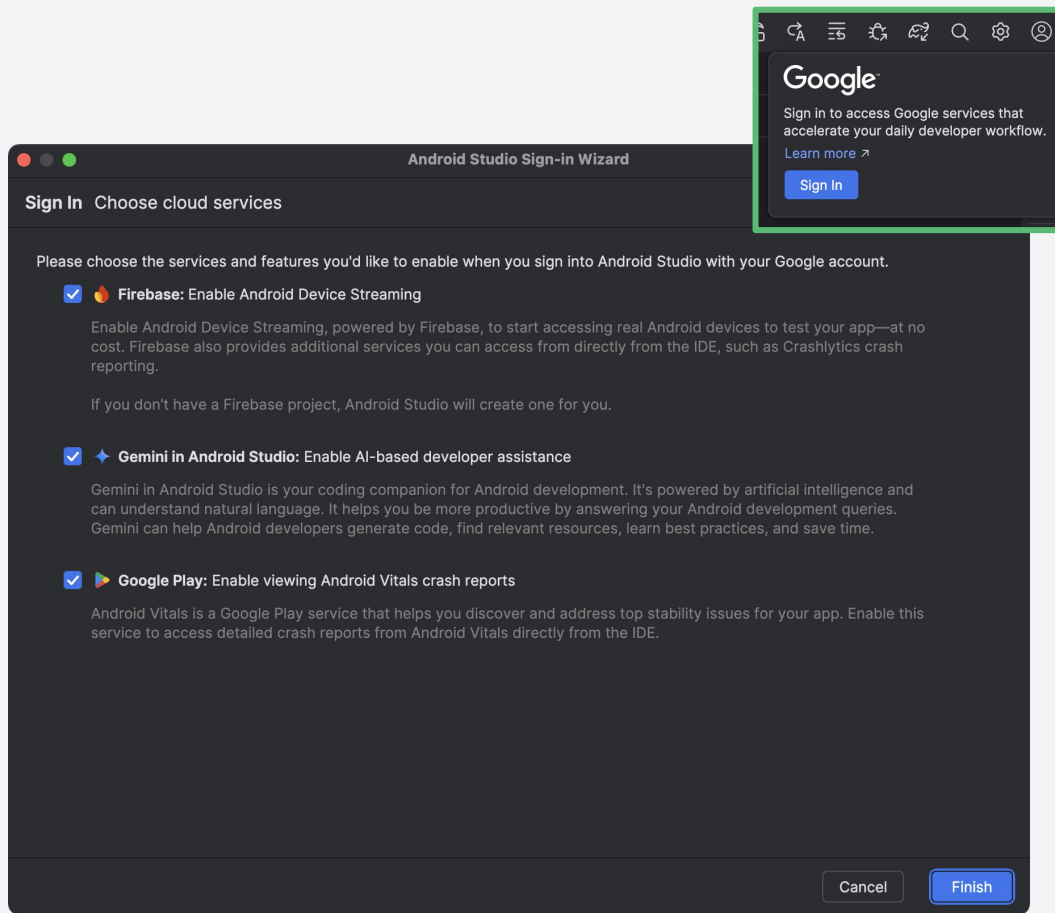 Google
Sign in to access Google services that
accelerate your daily developer workflow.
Learn more ↗
Sign In
Android Studio Sign-in Wizard
Sign In Choose cloud services
Please choose the services and features you'd like to enable when you sign into Android Studio with your Google account.
Firebase: Enable Android Device Streaming
Enable Android Device Streaming, powered by Firebase, to start accessing real Android devices to test your app—at no
cost. Firebase also provides additional services you can access from directly from the IDE, such as Crashlytics crash
reporting.
If you don't have a Firebase project, Android Studio will create one for you.
Gemini in Android Studio: Enable AI-based developer assistance
Gemini in Android Studio is your coding companion for Android development. It's powered by artificial intelligence and
can understand natural language. It helps you be more productive by answering your Android development queries.
Gemini can help Android developers generate code, find relevant resources, learn best practices, and save time.
Google Play: Enable viewing Android Vitals crash reports
Android Vitals is a Google Play service that helps you discover and address top stability issues for your app. Enable this
service to access detailed crash reports from Android Vitals directly from the IDE.
Cancel
Finish